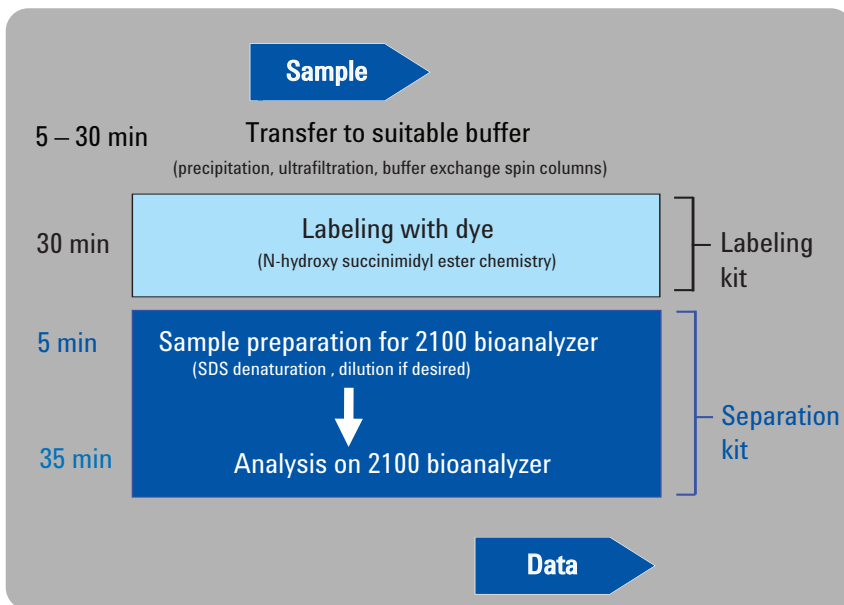 Sample
5 – 30 min Transfer to suitable buffer
(precipitation, ultrafiltration, buffer exchange spin columns)
30 min Labeling with dye
(N-hydroxy succinimidyl ester chemistry)
Labeling
kit
5 min Sample preparation for 2100 bioanalyzer
(SDS denaturation , dilution if desired)
Separation
kit
35 min Analysis on 2100 bioanalyzer
Data